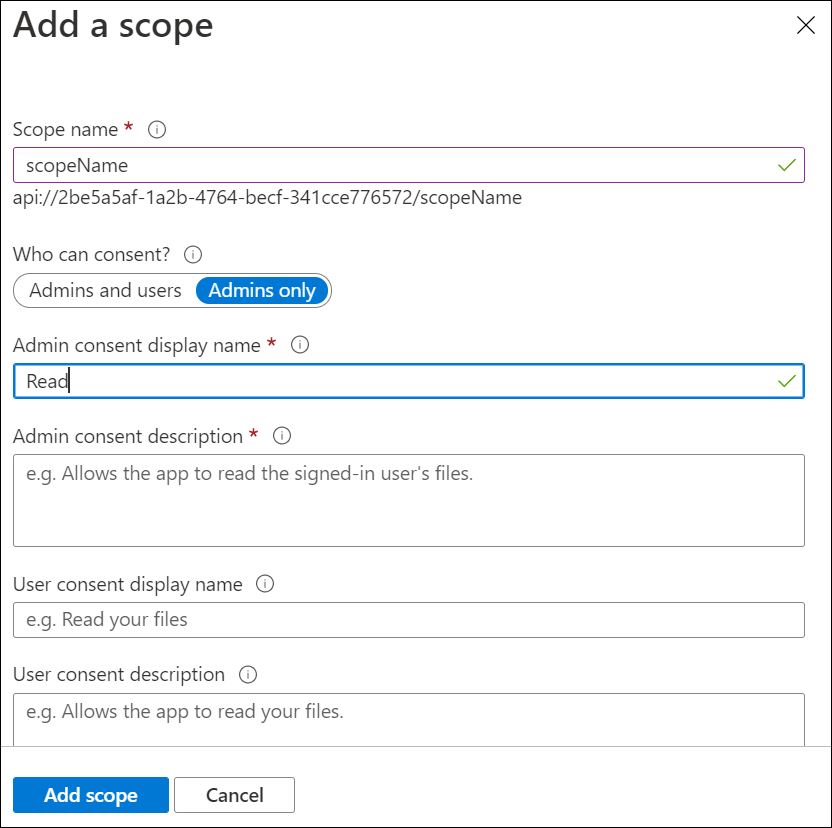 Add a scope
Scope name *
scopeName
api://2be5a5af-1a2b-4764-becf-341cce776572/scopeName
Who can consent?
Admins and users Admins only
Admin consent display name *
Read
Admin consent description *
e.g. Allows the app to read the signed-in user's files.
User consent display name
e.g. Read your files
User consent description
e.g. Allows the app to read your files.
Add scope Cancel